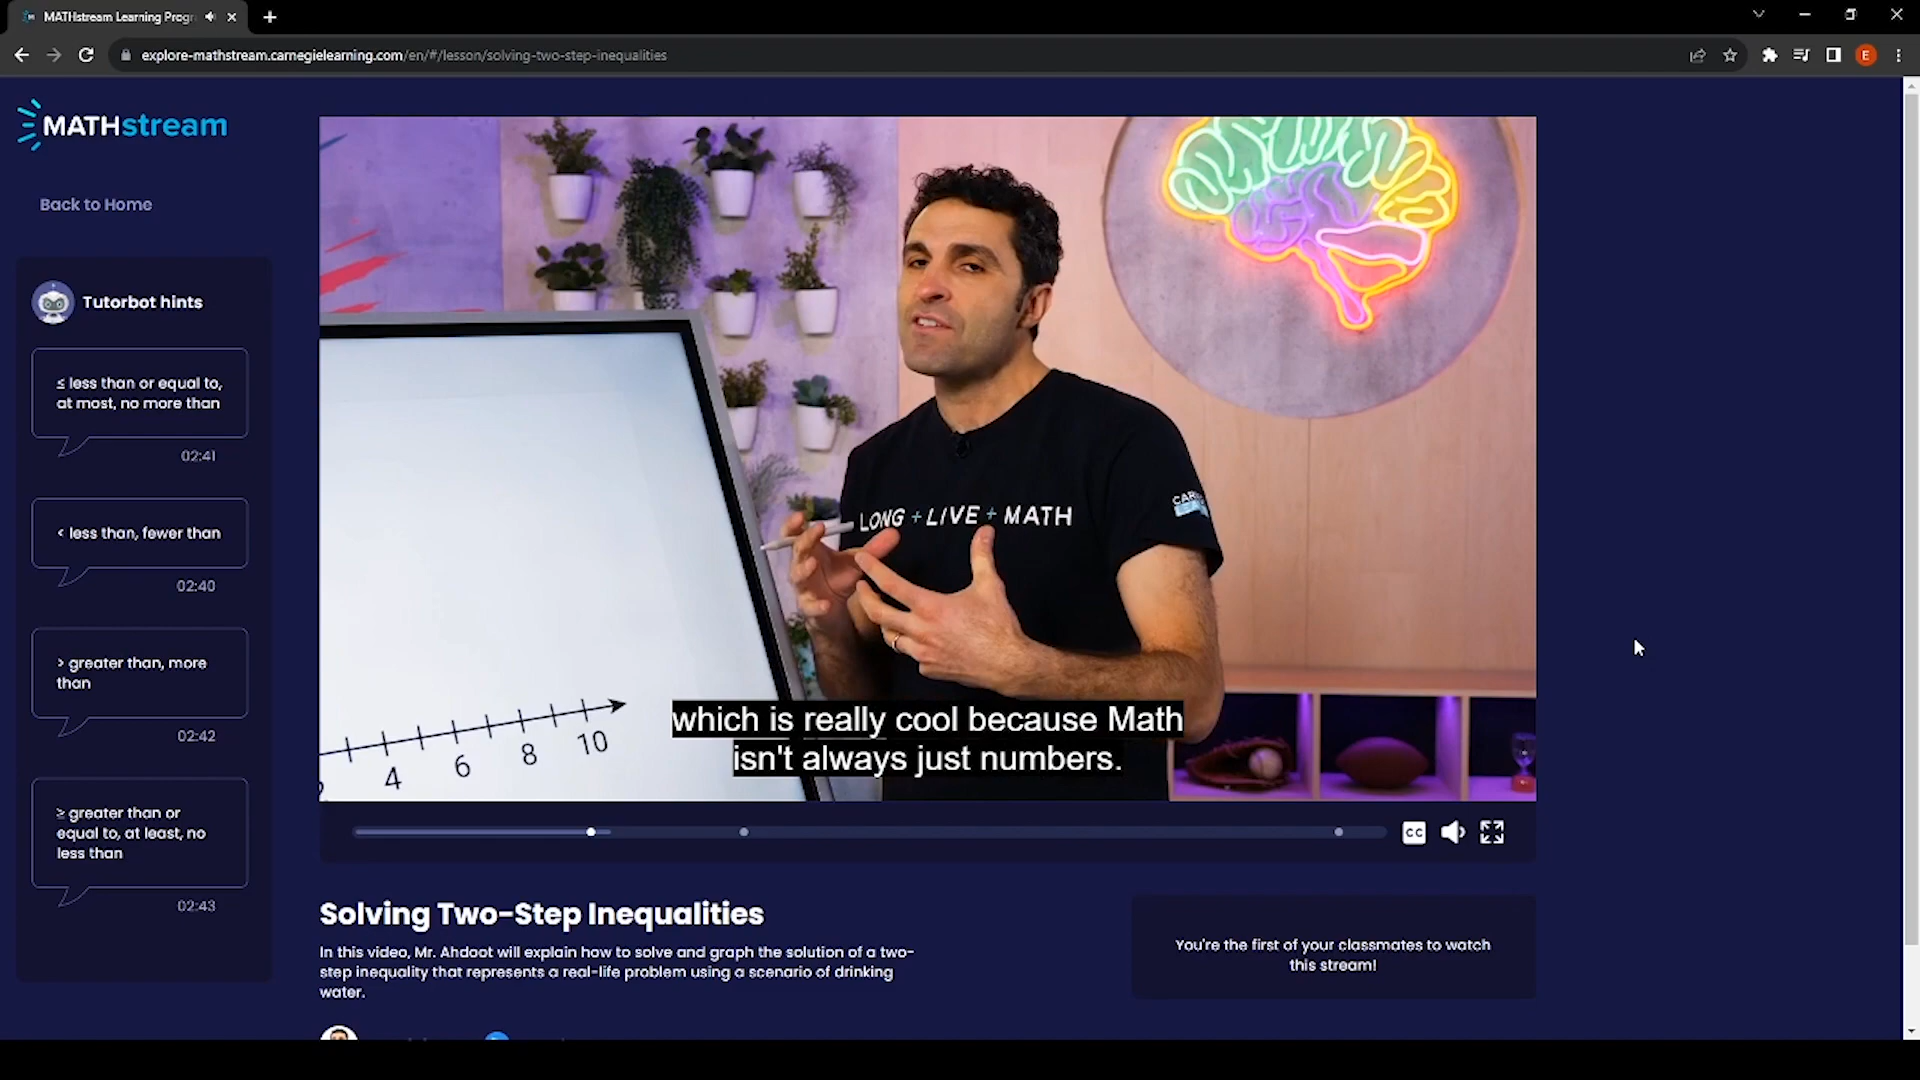 MATHstream Learning Progr
explore-mathstream.carnegielearning.com/en/#/lesson/solving-two-step-inequalities
E
MATHstream
Back to Home
Tutorbot hints
≤ less than or equal to,
at most, no more than
02:41
< less than, fewer than
02:40
> greater than, more
than
02:42
≥ greater than or
equal to, at least, no
less than
02:43
LONG + LIVE + MATH
4 6 8 10
which is really cool because Math
isn't always just numbers.
CC
Solving Two-Step Inequalities
In this video, Mr. Ahdoot will explain how to solve and graph the solution of a two-
step inequality that represents a real-life problem using a scenario of drinking
water.
You're the first of your classmates to watch
this stream!